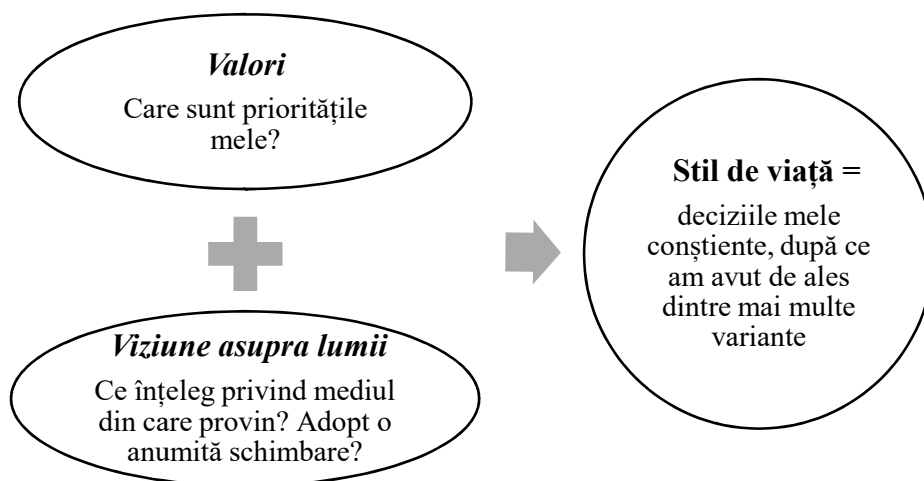 Valori
Care sunt prioritățile
mele?
Viziune asupra lumii
Ce înțeleg privind mediul
din care provin? Adopt o
anumită schimbare?
Stil de viață =
deciziile mele
conștiente, după ce
am avut de ales
dintre mai multe
variante